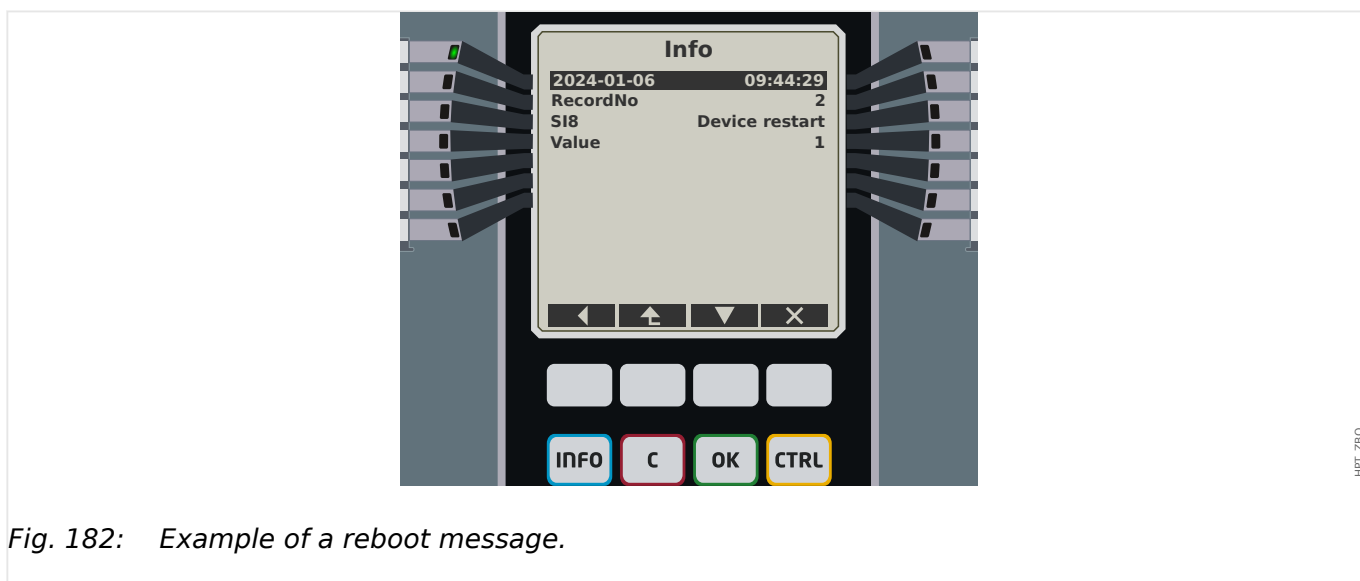 Info
2024-01-06 09:44:29
RecordNo 2
SI8 Device restart
Value 1
INFO C OK CTRL
HPT_ZBO
Fig. 182: Example of a reboot message.